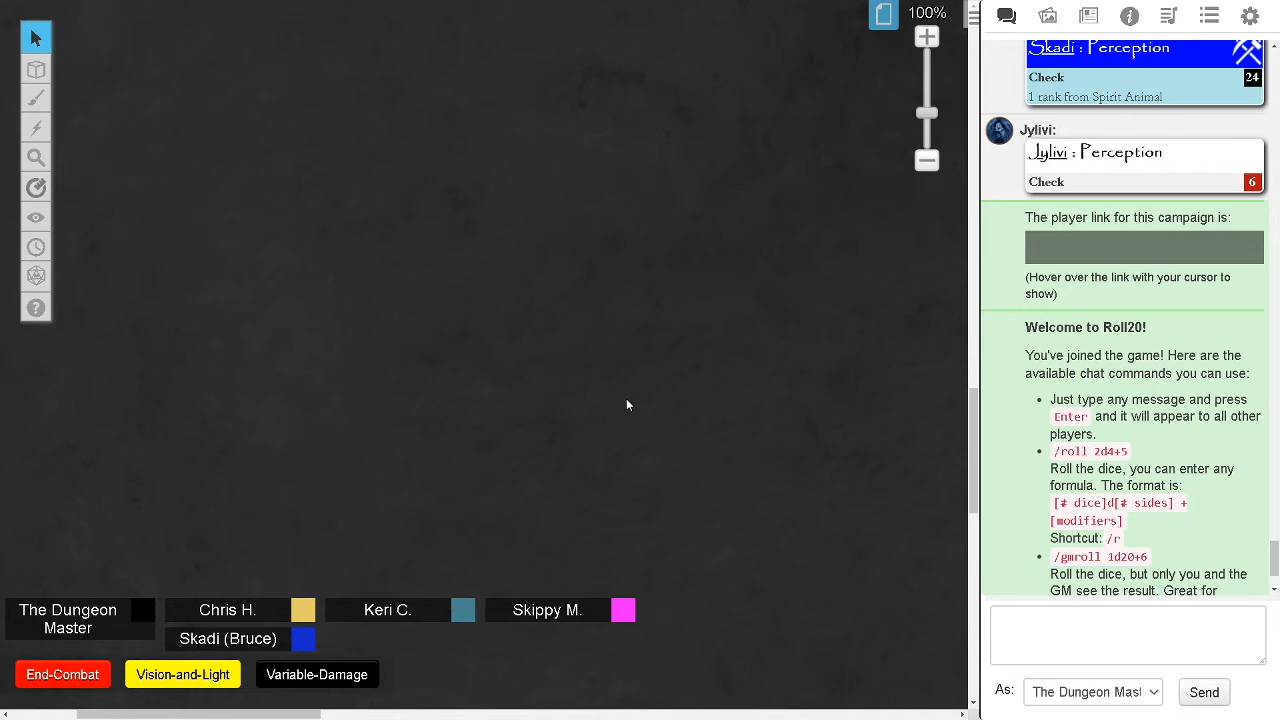 100%
Skadi : Perception
Check 24
1 rank from Spirit Animal
Jylivi:
Jylivi : Perception
Check 6
The player link for this campaign is:
(Hover over the link with your cursor to
show)
Welcome to Roll20!
You've joined the game! Here are the
available chat commands you can use:
Just type any message and press
Enter and it will appear to all other
players.
/roll 2d4+5
Roll the dice, you can enter any
formula. The format is:
[# dice]d[# sides] +
[modifiers]
Shortcut: /r
/gmroll 1d20+6
Roll the dice, but only you and the
GM see the result. Great for
The Dungeon
Master
Chris H.
Keri C.
Skippy M.
Skadi (Bruce)
End-Combat
Vision-and-Light
Variable-Damage
As:
The Dungeon Mast
Send